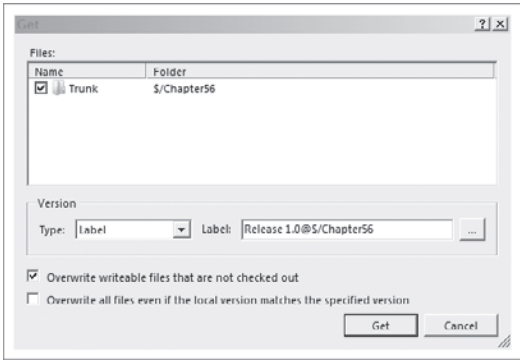 Get
Files:
Name Folder
Trunk $/Chapter56
Version
Type: Label Label: Release 1.0@$/Chapter56 ...
Overwrite writeable files that are not checked out
Overwrite all files even if the local version matches the specified version
Get Cancel